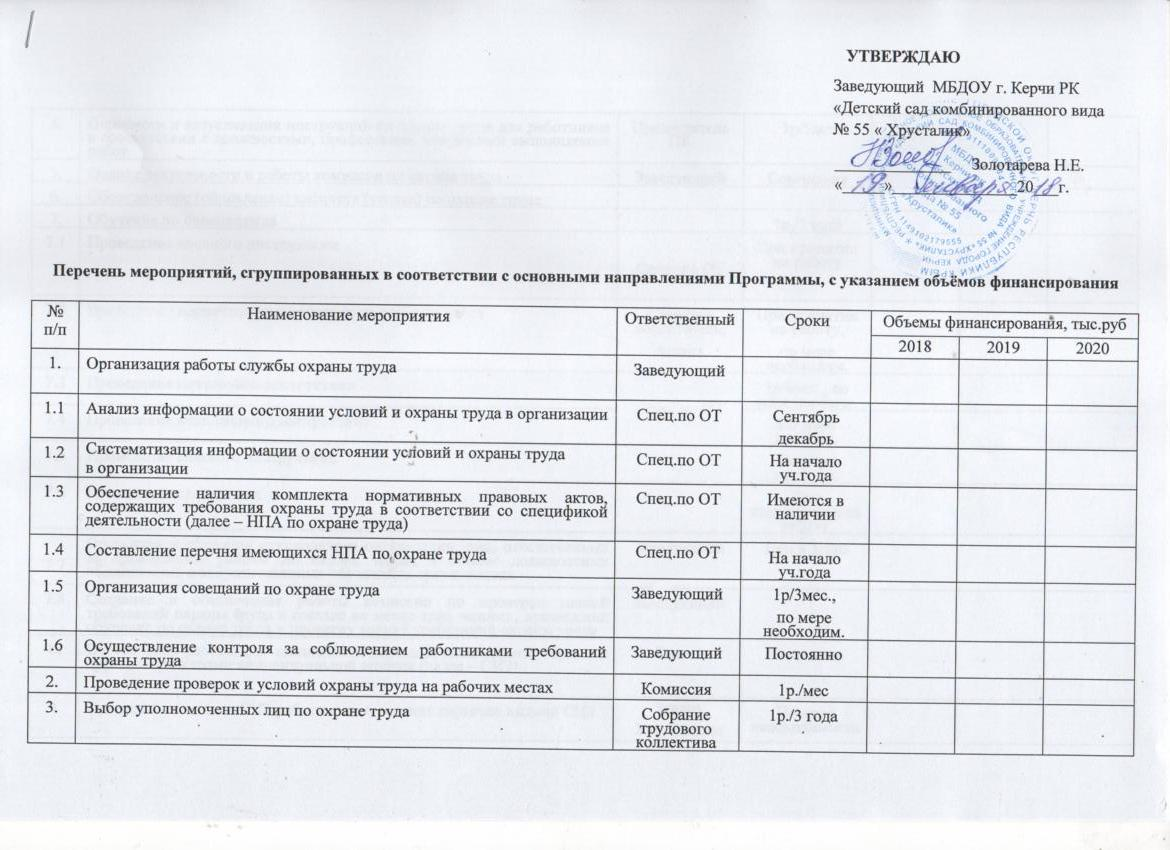 УТВЕРЖДАЮ
Заведующий МБДОУ г. Керчи РК
«Детский сад комбинированного вида
№ 55 « Хрусталик»
Золотарева Н.Е.
« 19 » января 2018 г.
Перечень мероприятий, сгруппированных в соответствии с основными направлениями Программы, с указанием объёмов финансирования
№ п/п Наименование мероприятия Ответственный Сроки Объемы финансирования, тыс.руб
2018 2019 2020
1. Организация работы службы охраны труда Заведующий
1.1 Анализ информации о состоянии условий и охраны труда в организации Спец.по ОТ Сентябрь
декабрь
1.2 Систематизация информации о состоянии условий и охраны труда Спец.по ОТ На начало
в организации уч.года
1.3 Обеспечение наличия комплекта нормативных правовых актов, Спец.по ОТ Имеются в
содержащих требования охраны труда в соответствии со спецификой наличии
деятельности (далее – НПА по охране труда)
1.4 Составление перечня имеющихся НПА по охране труда Спец.по ОТ На начало
уч.года
1.5 Организация совещаний по охране труда Заведующий 1р/3мес.,
по мере
необходим.
1.6 Осуществление контроля за соблюдением работниками требований Заведующий Постоянно
охраны труда
2. Проведение проверок и условий охраны труда на рабочих местах Комиссия 1р./мес
3. Выбор уполномоченных лиц по охране труда Собрание 1р./3 года
трудового
коллектива